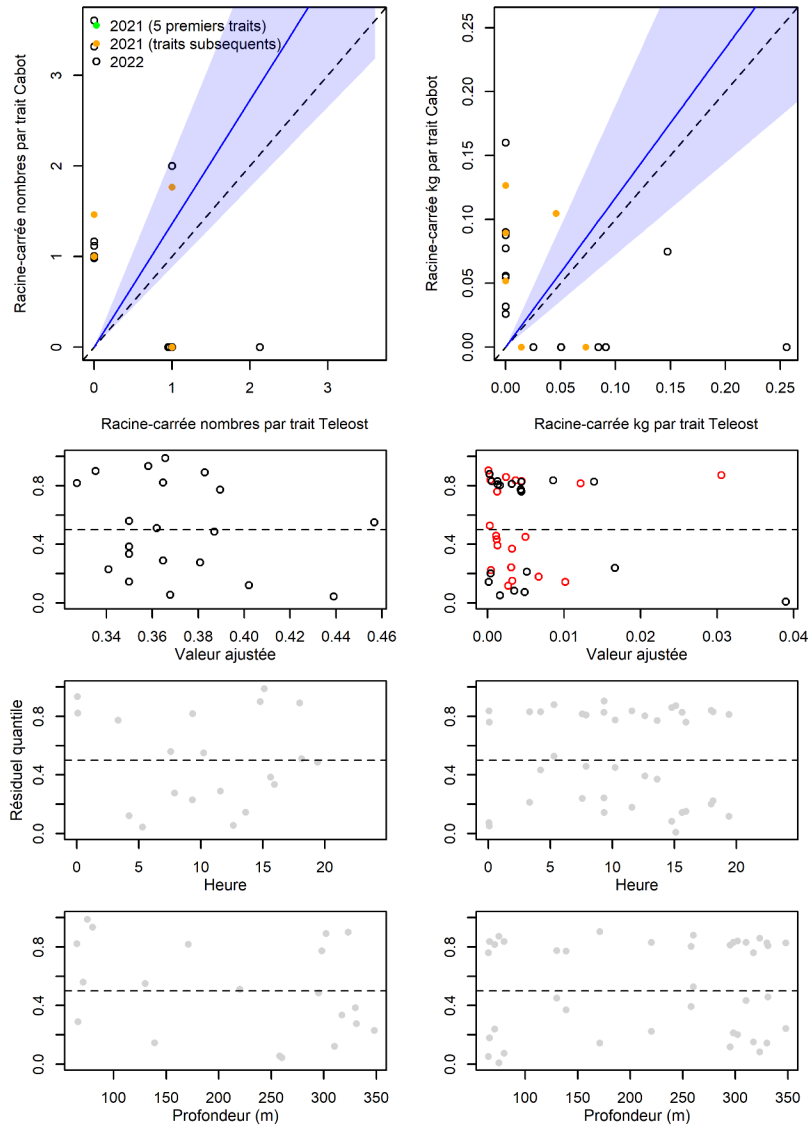 2021 (5 premiers traits)
2021 (traits subsequents)
2022
Racine-carrée nombres par trait Cabot
0 1 2 3
0 1 2 3
Racine-carrée nombres par trait Teleost
Racine-carrée kg par trait Cabot
0.00 0.05 0.10 0.15 0.20 0.25
0.00 0.05 0.10 0.15 0.20 0.25
Racine-carrée kg par trait Teleost
0.0 0.4 0.8
0.34 0.36 0.38 0.40 0.42 0.44 0.46
Valeur ajustée
0.0 0.4 0.8
0.00 0.01 0.02 0.03 0.04
Valeur ajustée
Résiduel quantile
0.0 0.4 0.8
0 5 10 15 20
Heure
0.0 0.4 0.8
0 5 10 15 20
Heure
0.0 0.4 0.8
100 150 200 250 300 350
Profondeur (m)
0.0 0.4 0.8
100 150 200 250 300 350
Profondeur (m)